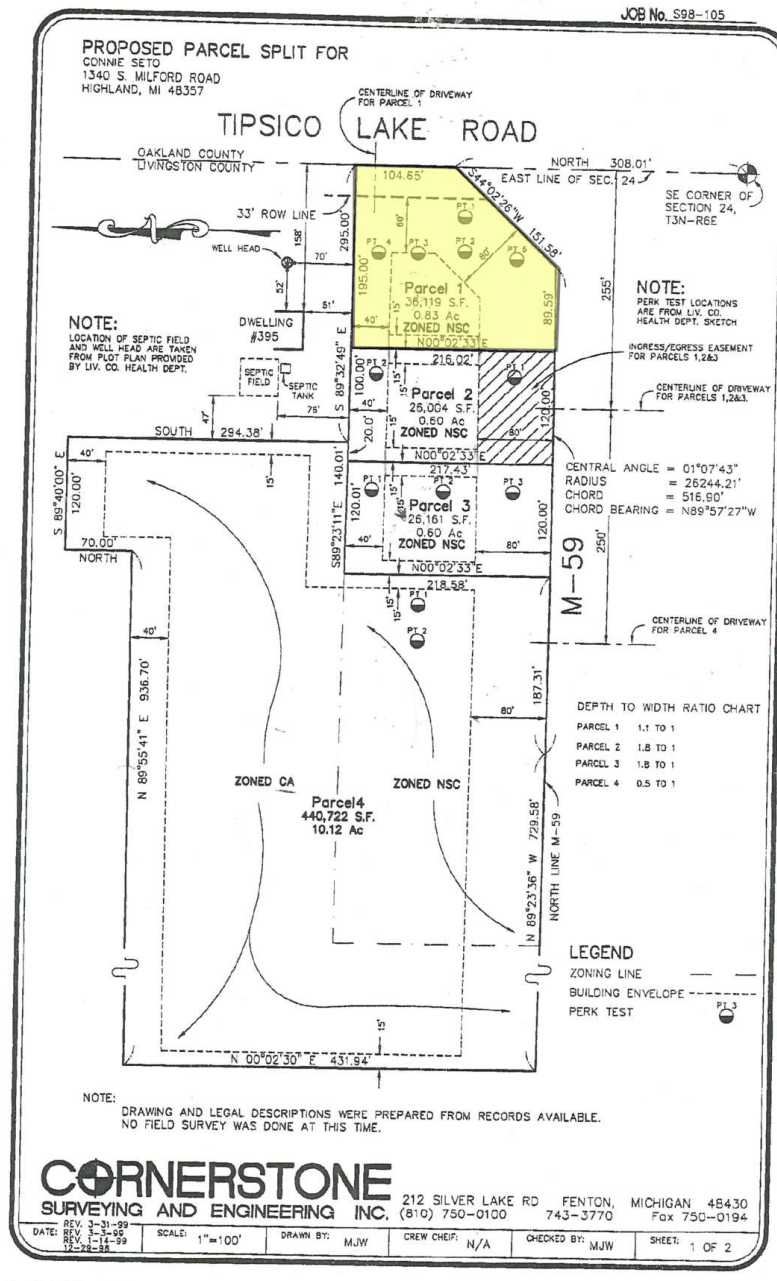 JOB No. S98-105
PROPOSED PARCEL SPLIT FOR
CONNIE SETO
1340 S. MILFORD ROAD
HIGHLAND, MI 48357
CENTERLINE OF DRIVEWAY
FOR PARCEL 1
TIPSICO LAKE ROAD
OAKLAND COUNTY
LIVINGSTON COUNTY
NORTH 308.01'
EAST LINE OF SEC. 24
SE CORNER OF
SECTION 24,
T3N-R6E
104.65'
S44°02'26"W 151.58'
33' ROW LINE
158'
295.00'
195.00'
60'
PT 1
PT 4
PT 3
PT 2
PT 5
80'
WELL HEAD
70'
52'
51'
DWELLING
#395
Parcel 1
36,119 S.F.
0.83 Ac
ZONED NSC
15'
40'
89.59'
255'
N00°02'33"E
216.02'
NOTE:
PERK TEST LOCATIONS
ARE FROM LIV. CO.
HEALTH DEPT. SKETCH
NOTE:
LOCATION OF SEPTIC FIELD
AND WELL HEAD ARE TAKEN
FROM PLOT PLAN PROVIDED
BY LIV. CO. HEALTH DEPT.
INGRESS/EGRESS EASEMENT
FOR PARCELS 1,2&3
SEPTIC
FIELD
SEPTIC
TANK
47'
75'
S 89°32'49" E
100.00'
20.0'
PT 2
PT 1
15'
15'
Parcel 2
26,004 S.F.
0.60 Ac
ZONED NSC
40'
80'
120.00'
CENTERLINE OF DRIVEWAY
FOR PARCELS 1,2&3.
N00°02'33"E
217.43'
SOUTH 294.38'
40'
15'
S 89°40'00" E
120.00'
70.00'
NORTH
S89°23'11"E 140.01'
120.01'
PT 1
PT 2
PT 3
15'
15'
Parcel 3
26,161 S.F.
0.60 Ac
ZONED NSC
40'
80'
120.00'
N00°02'33"E
218.58'
CENTRAL ANGLE = 01°07'43"
RADIUS = 26244.21'
CHORD = 516.90'
CHORD BEARING = N89°57'27"W
250'
M-59
15'
15'
PT 1
PT 2
CENTERLINE OF DRIVEWAY
FOR PARCEL 4
40'
N 89°55'41" E 936.70'
80'
187.31'
DEPTH TO WIDTH RATIO CHART
PARCEL 1 1.1 TO 1
PARCEL 2 1.8 TO 1
PARCEL 3 1.8 TO 1
PARCEL 4 0.5 TO 1
ZONED CA
ZONED NSC
Parcel4
440,722 S.F.
10.12 Ac
N 89°23'36" W 729.58'
NORTH LINE M-59
LEGEND
ZONING LINE
BUILDING ENVELOPE
PERK TEST
PT 3
15'
N 00°02'30" E 431.94'
NOTE:
DRAWING AND LEGAL DESCRIPTIONS WERE PREPARED FROM RECORDS AVAILABLE.
NO FIELD SURVEY WAS DONE AT THIS TIME.
CORNERSTONE
SURVEYING AND ENGINEERING INC.
212 SILVER LAKE RD FENTON, MICHIGAN 48430
(810) 750-0100 743-3770 Fax 750-0194
DATE: REV. 3-31-99
REV. 3-3-99
REV. 1-14-99
12-29-98
SCALE: 1"=100'
DRAWN BY: MJW
CREW CHEIF: N/A
CHECKED BY: MJW
SHEET: 1 OF 2